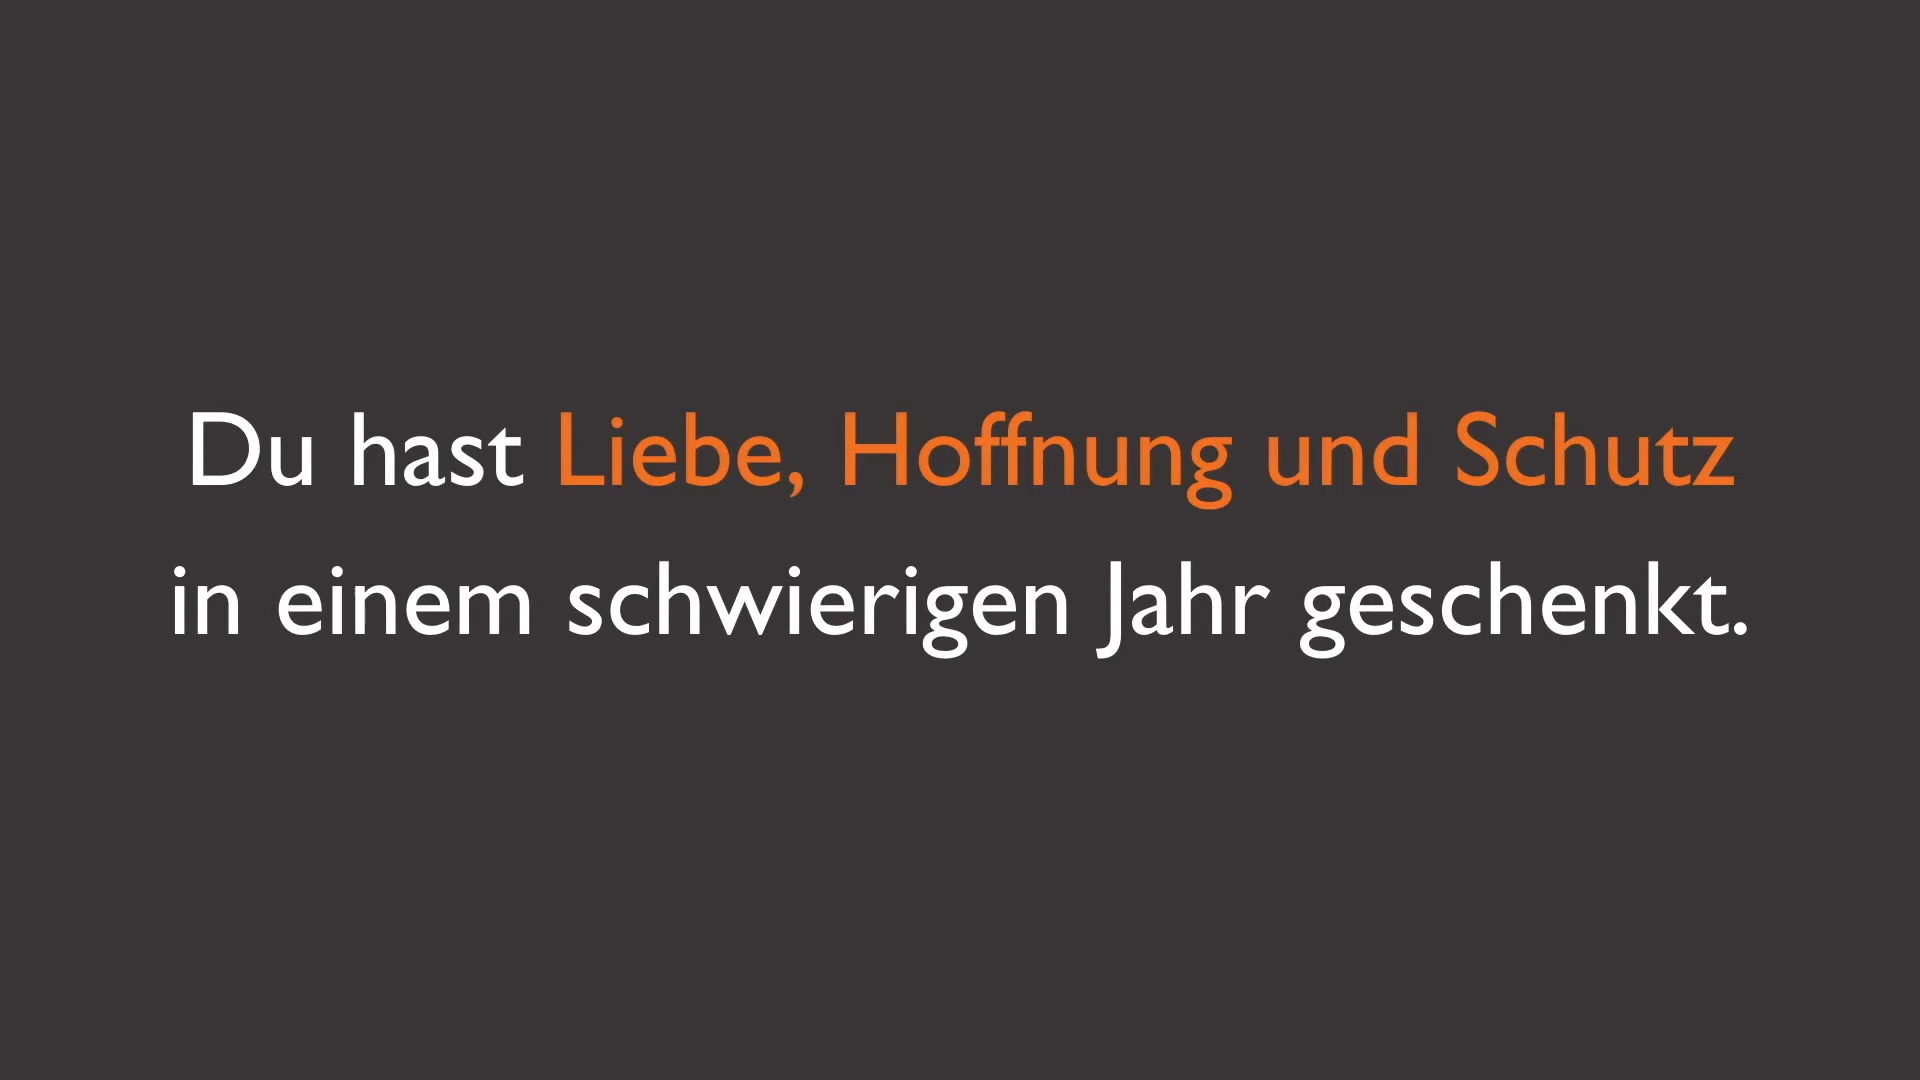 Du hast Liebe, Hoffnung und Schutz
in einem schwierigen Jahr geschenkt.